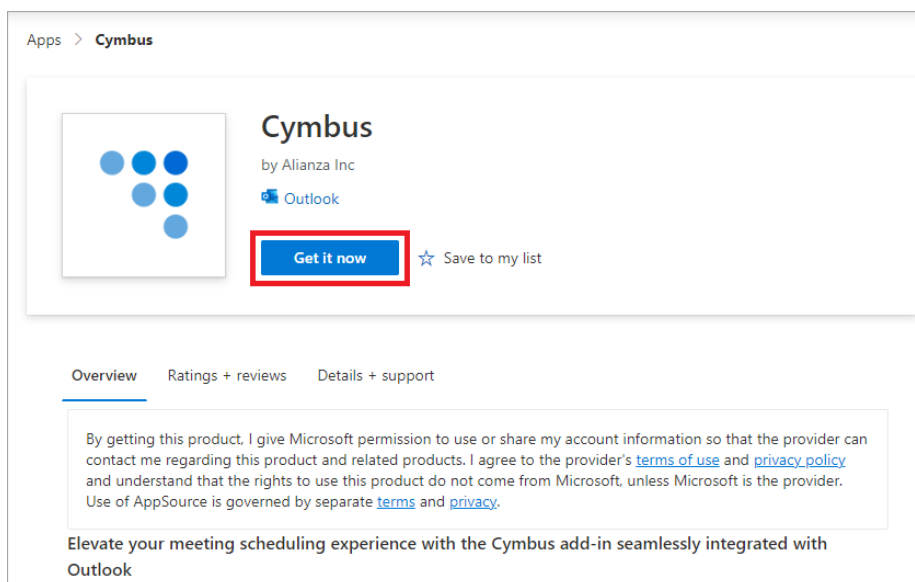 Apps > Cymbus
Cymbus
by Alianza Inc
Outlook
Get it now
Save to my list
Overview
Ratings + reviews
Details + support
By getting this product, I give Microsoft permission to use or share my account information so that the provider can
contact me regarding this product and related products. I agree to the provider's terms of use and privacy policy
and understand that the rights to use this product do not come from Microsoft, unless Microsoft is the provider.
Use of AppSource is governed by separate terms and privacy.
Elevate your meeting scheduling experience with the Cymbus add-in seamlessly integrated with
Outlook